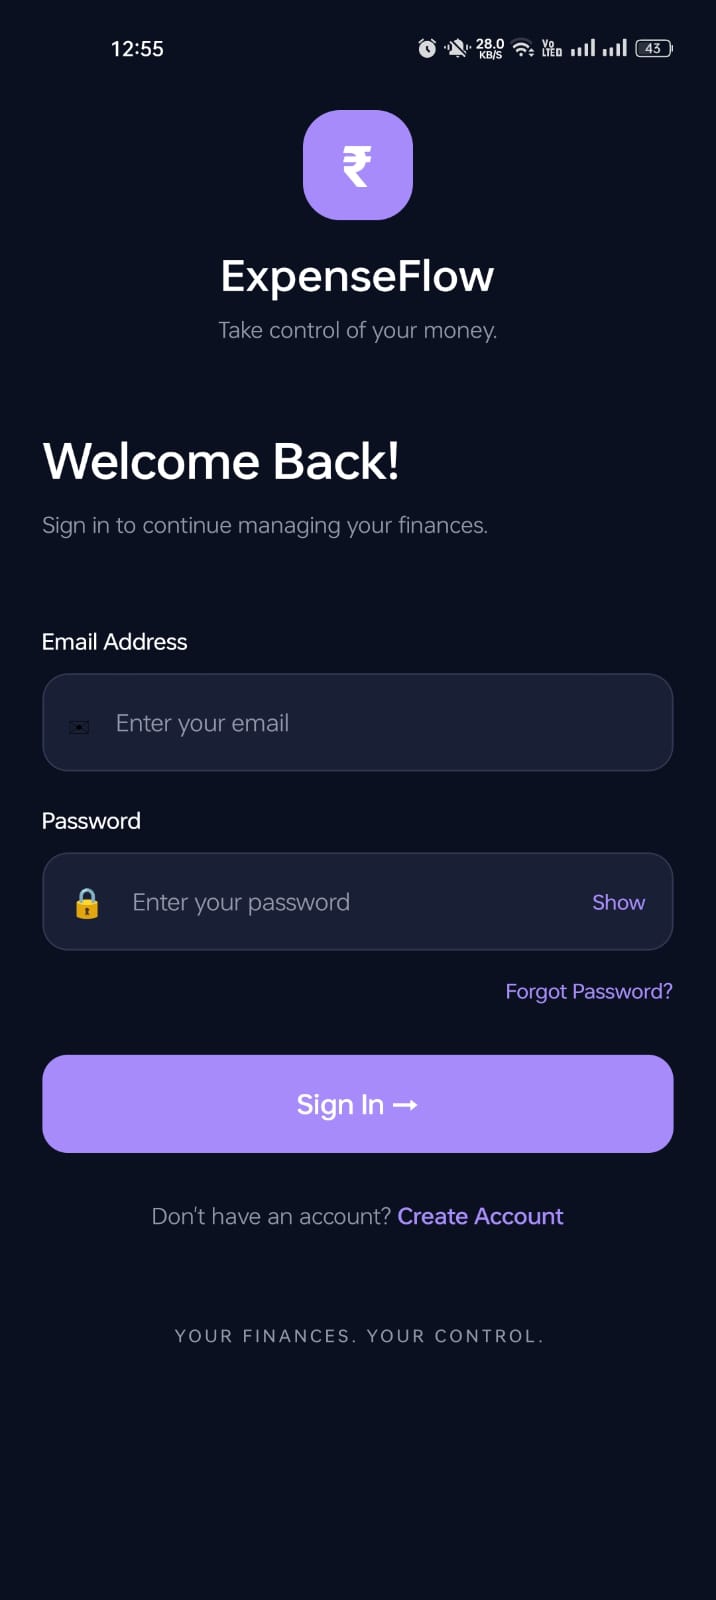 12:55 28.0 KB/S Vo LTE 43
₹
ExpenseFlow
Take control of your money.
Welcome Back!
Sign in to continue managing your finances.
Email Address
Enter your email
Password
Enter your password Show
Forgot Password?
Sign In →
Don't have an account? Create Account
YOUR FINANCES. YOUR CONTROL.